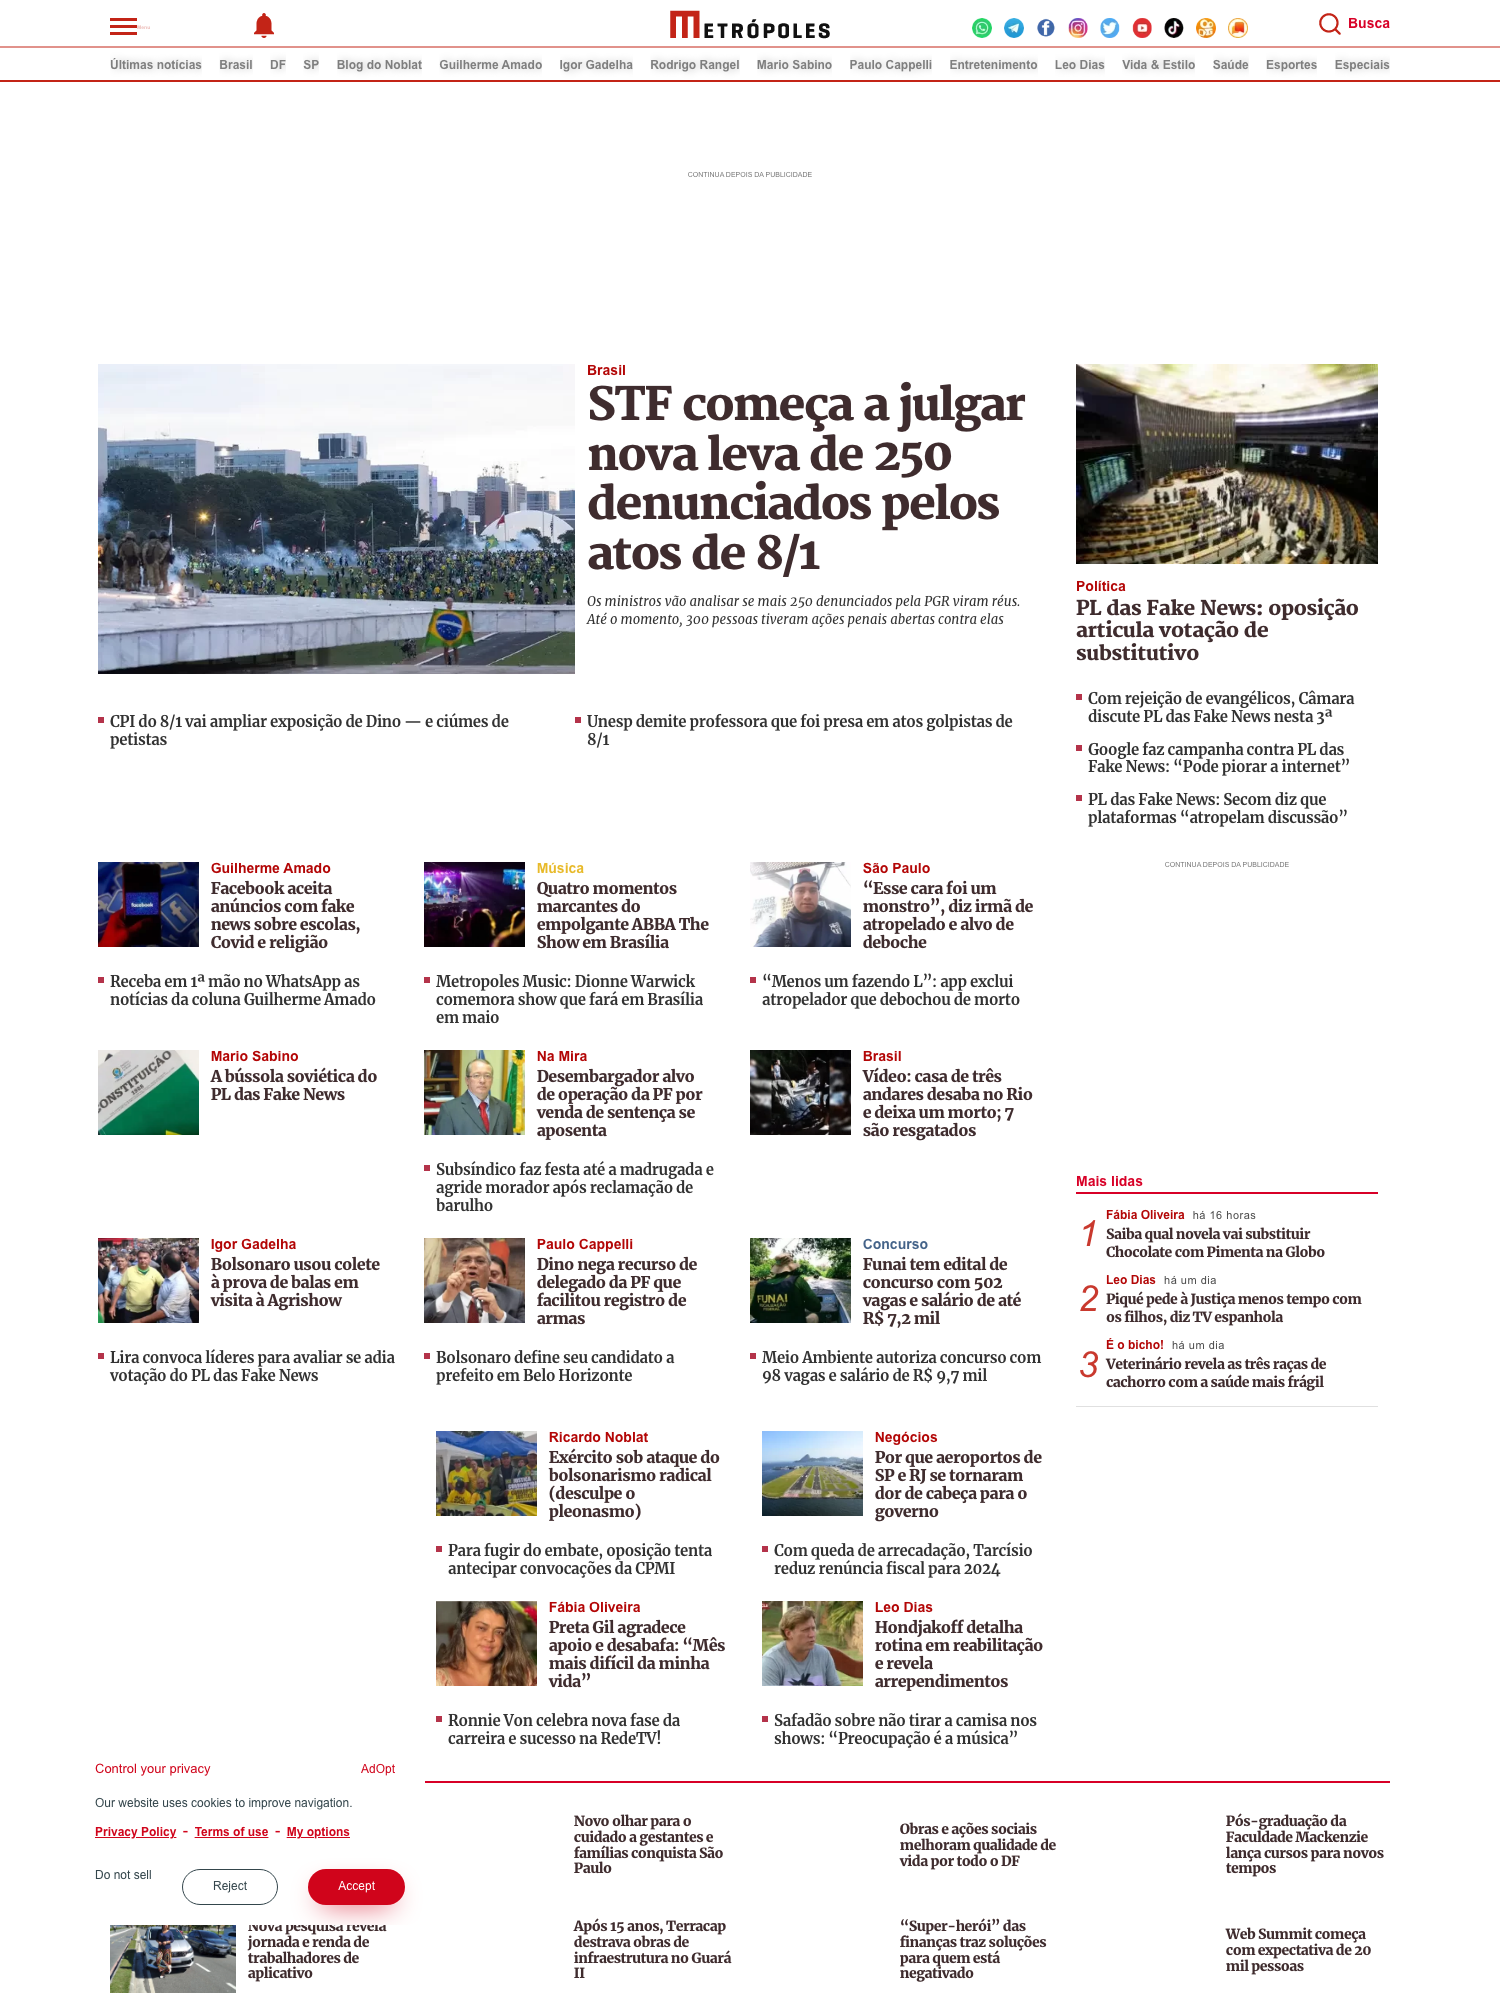 METRÓPOLES
Busca
Últimas notícias Brasil DF SP Blog do Noblat Guilherme Amado Igor Gadelha Rodrigo Rangel Mario Sabino Paulo Cappelli Entretenimento Leo Dias Vida & Estilo Saúde Esportes Especiais
CONTINUA DEPOIS DA PUBLICIDADE
Brasil
STF começa a julgar
nova leva de 250
denunciados pelos
atos de 8/1
Os ministros vão analisar se mais 250 denunciados pela PGR viram réus.
Até o momento, 300 pessoas tiveram ações penais abertas contra elas
CPI do 8/1 vai ampliar exposição de Dino — e ciúmes de
petistas
Unesp demite professora que foi presa em atos golpistas de
8/1
Política
PL das Fake News: oposição
articula votação de
substitutivo
Com rejeição de evangélicos, Câmara
discute PL das Fake News nesta 3ª
Google faz campanha contra PL das
Fake News: “Pode piorar a internet”
PL das Fake News: Secom diz que
plataformas “atropelam discussão”
Guilherme Amado
Facebook aceita
anúncios com fake
news sobre escolas,
Covid e religião
Receba em 1ª mão no WhatsApp as
notícias da coluna Guilherme Amado
Música
Quatro momentos
marcantes do
empolgante ABBA The
Show em Brasília
Metropoles Music: Dionne Warwick
comemora show que fará em Brasília
em maio
São Paulo
“Esse cara foi um
monstro”, diz irmã de
atropelado e alvo de
deboche
“Menos um fazendo L”: app exclui
atropelador que debochou de morto
CONTINUA DEPOIS DA PUBLICIDADE
CONSTITUIÇÃO
Mario Sabino
A bússola soviética do
PL das Fake News
Na Mira
Desembargador alvo
de operação da PF por
venda de sentença se
aposenta
Subsíndico faz festa até a madrugada e
agride morador após reclamação de
barulho
Brasil
Vídeo: casa de três
andares desaba no Rio
e deixa um morto; 7
são resgatados
Igor Gadelha
Bolsonaro usou colete
à prova de balas em
visita à Agrishow
Lira convoca líderes para avaliar se adia
votação do PL das Fake News
Paulo Cappelli
Dino nega recurso de
delegado da PF que
facilitou registro de
armas
Bolsonaro define seu candidato a
prefeito em Belo Horizonte
FUNAI
Concurso
Funai tem edital de
concurso com 502
vagas e salário de até
R$ 7,2 mil
Meio Ambiente autoriza concurso com
98 vagas e salário de R$ 9,7 mil
Mais lidas
1
Fábia Oliveira há 16 horas
Saiba qual novela vai substituir
Chocolate com Pimenta na Globo
2
Leo Dias há um dia
Piqué pede à Justiça menos tempo com
os filhos, diz TV espanhola
3
É o bicho! há um dia
Veterinário revela as três raças de
cachorro com a saúde mais frágil
Ricardo Noblat
Exército sob ataque do
bolsonarismo radical
(desculpe o
pleonasmo)
Para fugir do embate, oposição tenta
antecipar convocações da CPMI
Negócios
Por que aeroportos de
SP e RJ se tornaram
dor de cabeça para o
governo
Com queda de arrecadação, Tarcísio
reduz renúncia fiscal para 2024
Fábia Oliveira
Preta Gil agradece
apoio e desabafa: “Mês
mais difícil da minha
vida”
Ronnie Von celebra nova fase da
carreira e sucesso na RedeTV!
Leo Dias
Hondjakoff detalha
rotina em reabilitação
e revela
arrependimentos
Safadão sobre não tirar a camisa nos
shows: “Preocupação é a música”
Control your privacy AdOpt
Our website uses cookies to improve navigation.
Privacy Policy - Terms of use - My options
Do not sell Reject Accept
Novo olhar para o
cuidado a gestantes e
famílias conquista São
Paulo
Obras e ações sociais
melhoram qualidade de
vida por todo o DF
Pós-graduação da
Faculdade Mackenzie
lança cursos para novos
tempos
Nova pesquisa revela
jornada e renda de
trabalhadores de
aplicativo
Após 15 anos, Terracap
destrava obras de
infraestrutura no Guará
II
“Super-herói” das
finanças traz soluções
para quem está
negativado
Web Summit começa
com expectativa de 20
mil pessoas